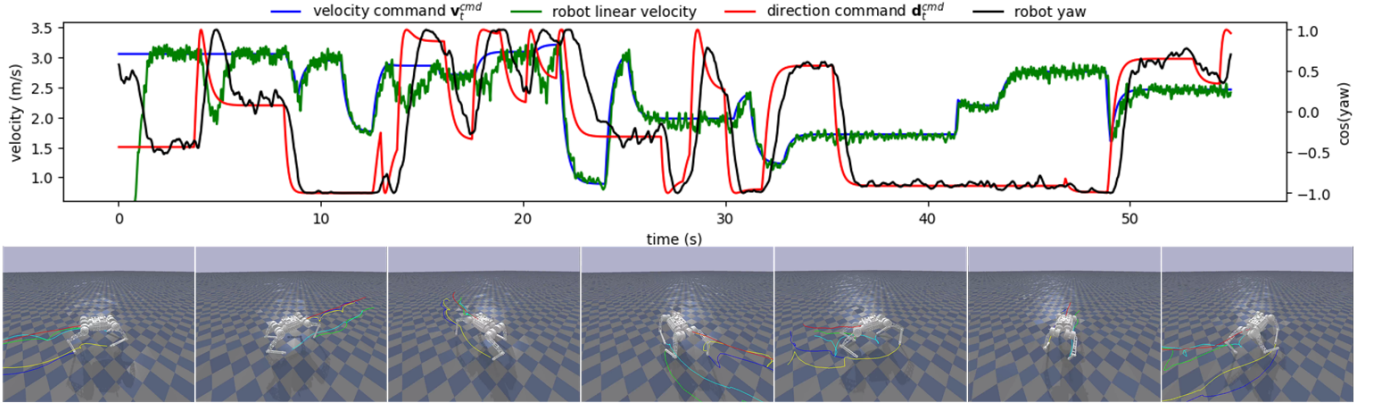 velocity command v_t^cmd robot linear velocity direction command d_t^cmd robot yaw
3.5
3.0
2.5
2.0
1.5
1.0
velocity (m/s)
1.0
0.5
0.0
−0.5
−1.0
cos(yaw)
0 10 20 30 40 50
time (s)